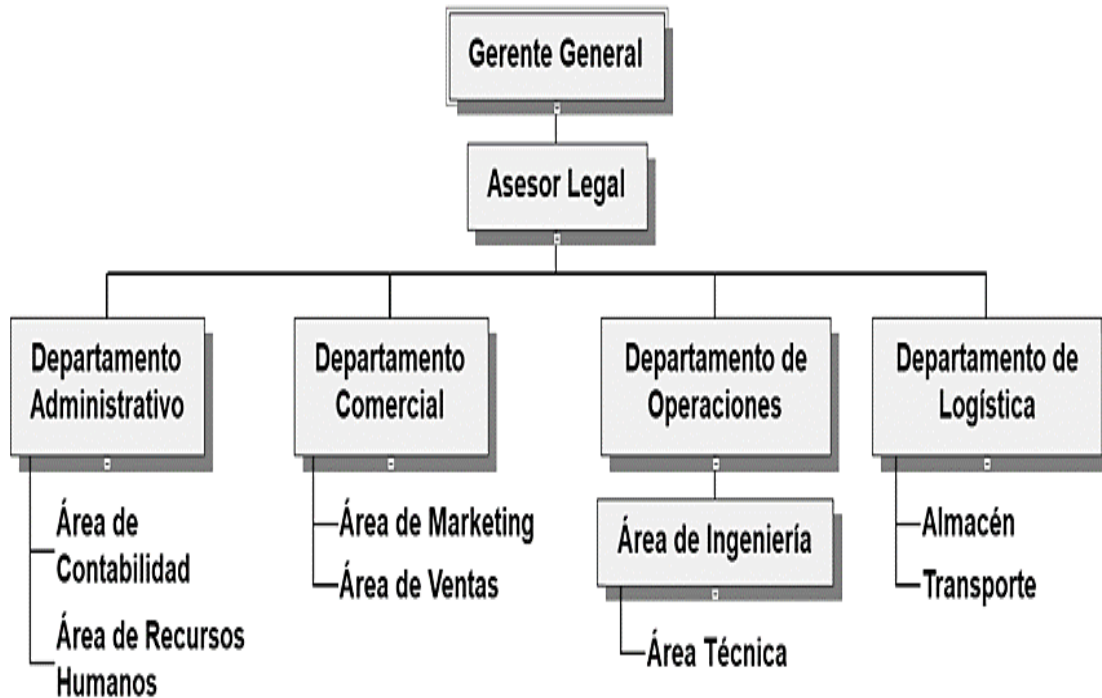 Gerente General
Asesor Legal
Departamento
Administrativo
Departamento
Comercial
Departamento de
Operaciones
Departamento de
Logística
Área de
Contabilidad
Área de Recursos
Humanos
Área de Marketing
Área de Ventas
Área de Ingeniería
Área Técnica
Almacén
Transporte